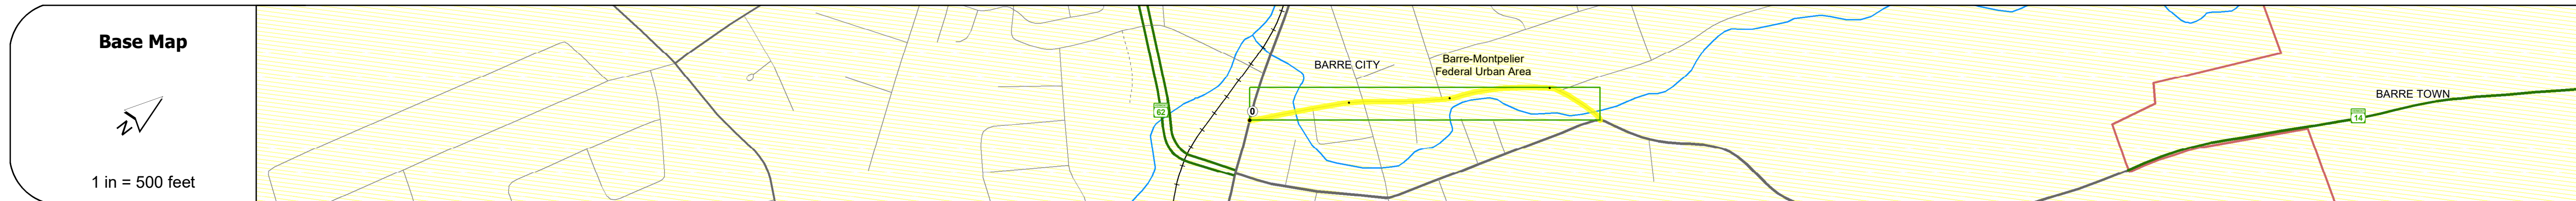 Base Map
N
1 in = 500 feet
62
0
BARRE CITY
Barre-Montpelier
Federal Urban Area
BARRE TOWN
14